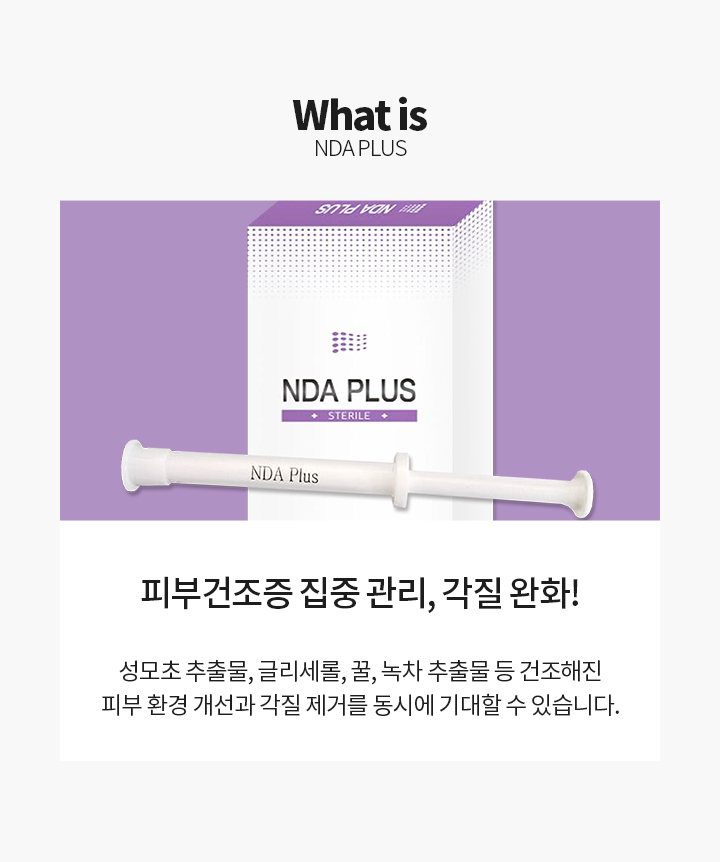 What is
NDA PLUS
NDA PLUS
NDA PLUS
STERILE
NDA Plus
피부건조증 집중 관리, 각질 완화!
성모초 추출물, 글리세롤, 꿀, 녹차 추출물 등 건조해진
피부 환경 개선과 각질 제거를 동시에 기대할 수 있습니다.